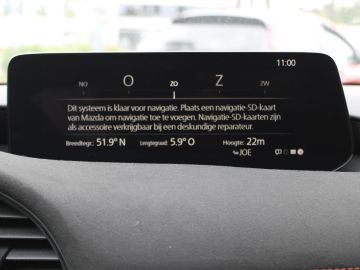 11:00
NO O ZO Z ZW
Dit systeem is klaar voor navigatie. Plaats een navigatie-SD-kaart
van Mazda om navigatie toe te voegen. Navigatie-SD-kaarten zijn
als accessoire verkrijgbaar bij een deskundige reparateur.
Breedtegr.: 51.9° N Lengtegraad: 5.9° O Hoogte: 22m
JOE